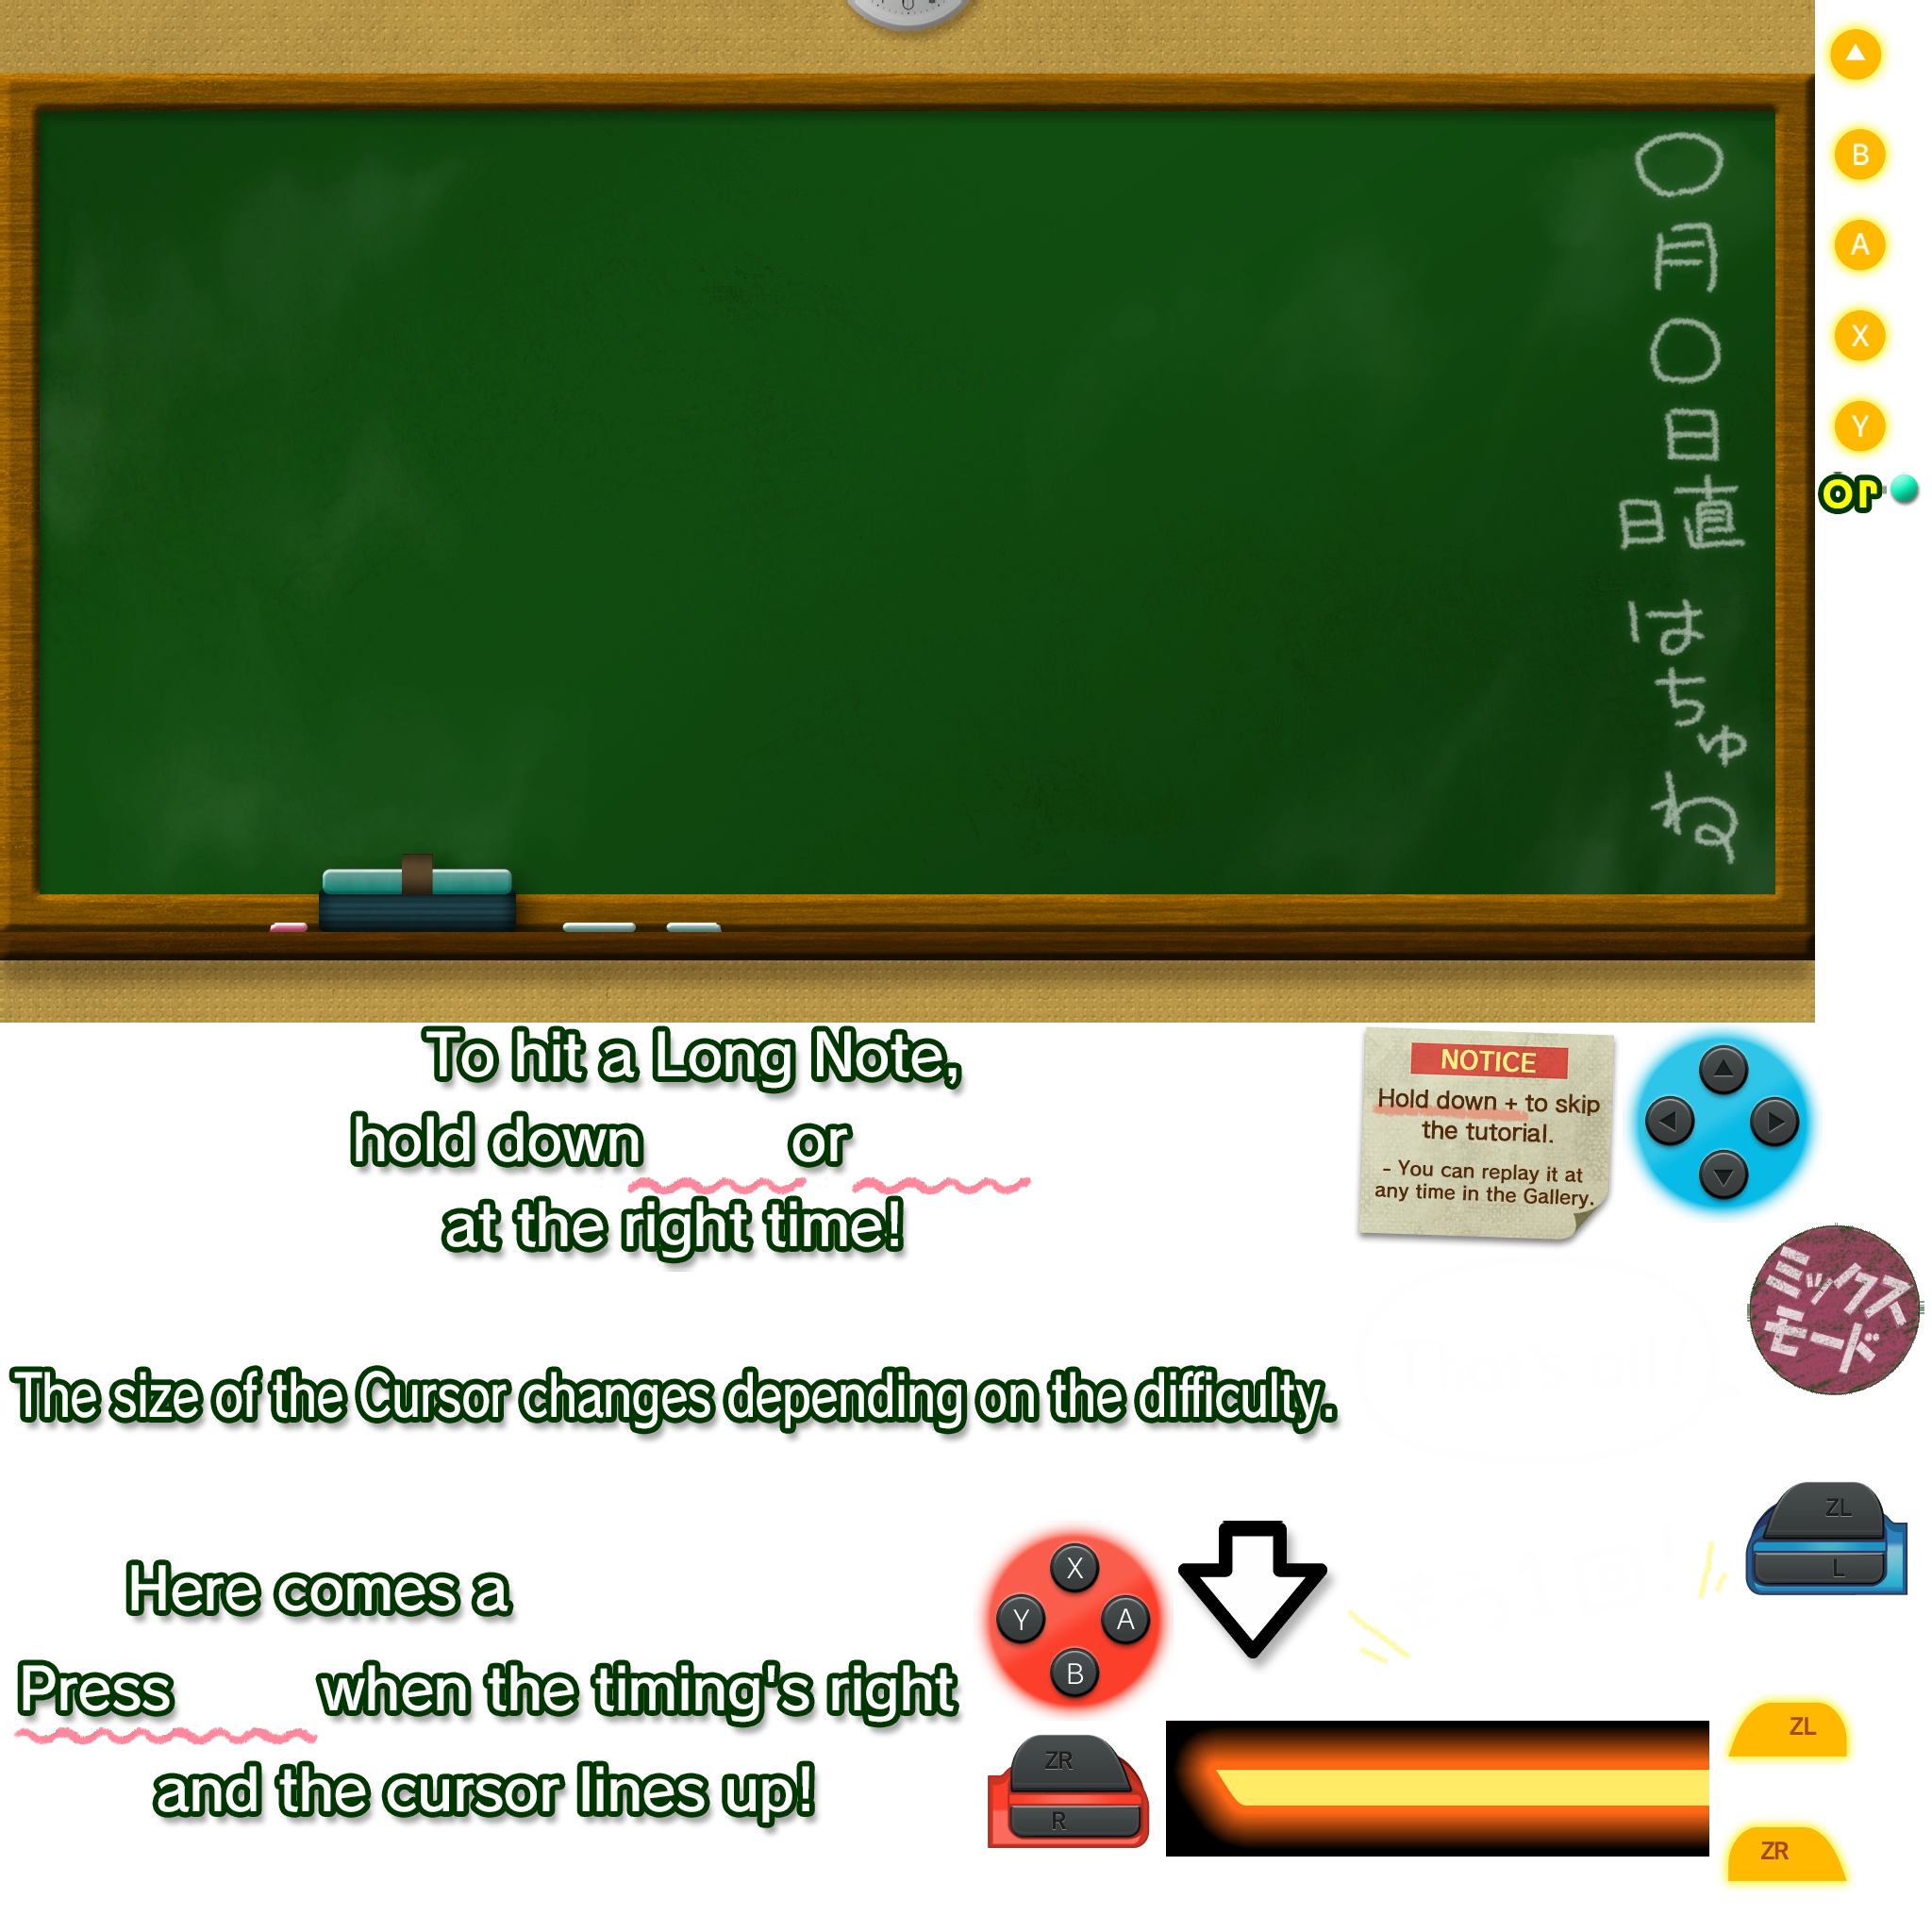 〇月〇日
日直
はちゅね
B
A
X
Y
or
To hit a Long Note,
hold down or
at the right time!
NOTICE
Hold down + to skip
the tutorial.
- You can replay it at
any time in the Gallery.
ミックス
モード
The size of the Cursor changes depending on the difficulty.
ZL
L
Here comes a
Press when the timing's right
and the cursor lines up!
X
Y A
B
ZR
R
ZL
ZR